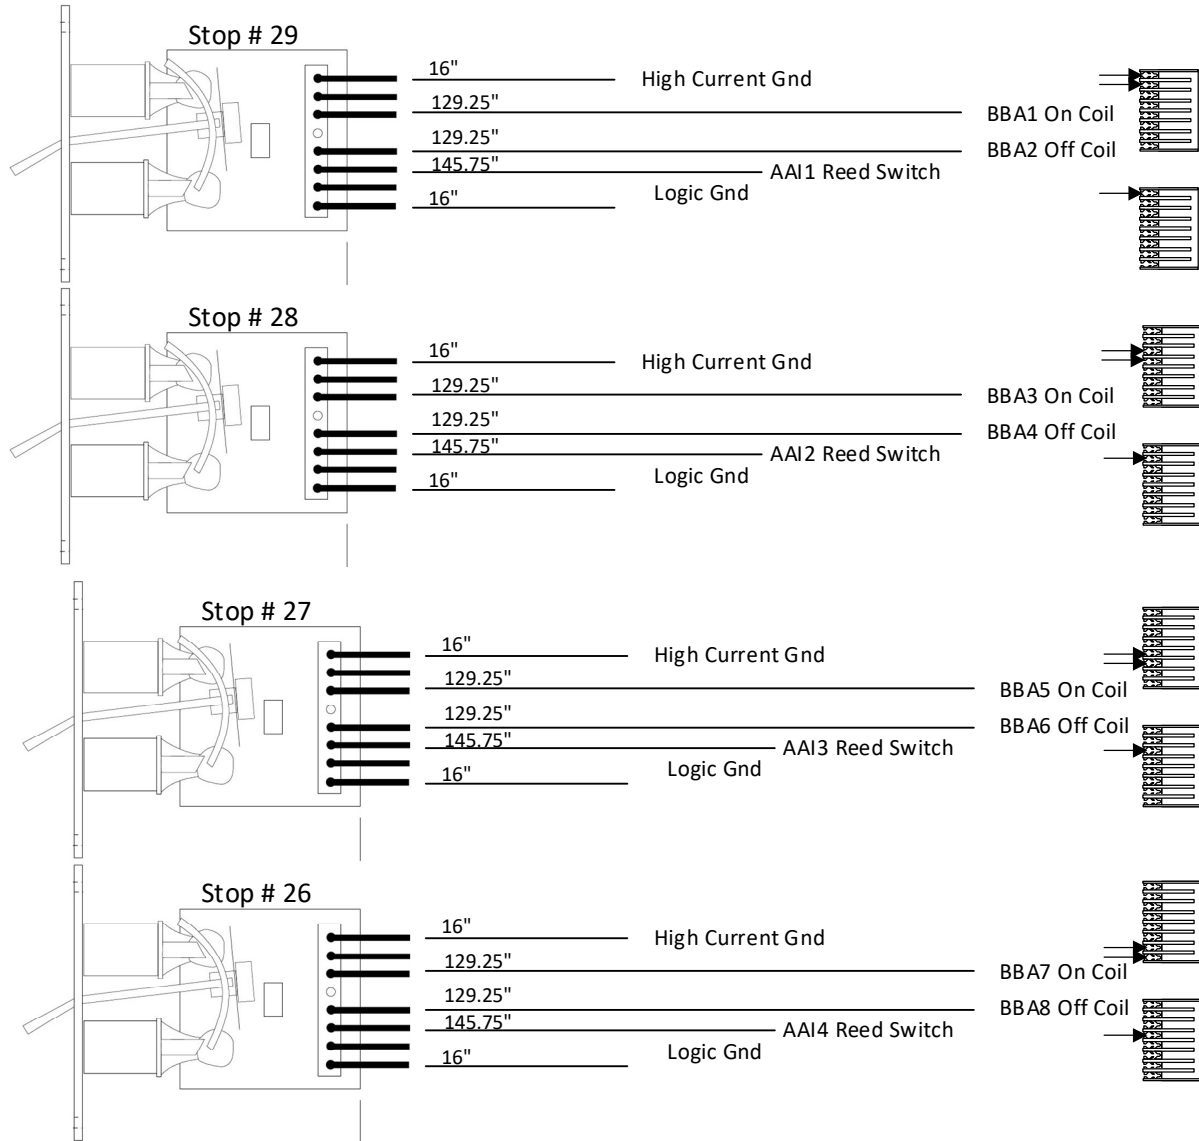 Stop # 29
16" High Current Gnd
129.25" BBA1 On Coil
129.25" BBA2 Off Coil
145.75" AAI1 Reed Switch
16" Logic Gnd
Stop # 28
16" High Current Gnd
129.25" BBA3 On Coil
129.25" BBA4 Off Coil
145.75" AAI2 Reed Switch
16" Logic Gnd
Stop # 27
16" High Current Gnd
129.25" BBA5 On Coil
129.25" BBA6 Off Coil
145.75" AAI3 Reed Switch
16" Logic Gnd
Stop # 26
16" High Current Gnd
129.25" BBA7 On Coil
129.25" BBA8 Off Coil
145.75" AAI4 Reed Switch
16" Logic Gnd